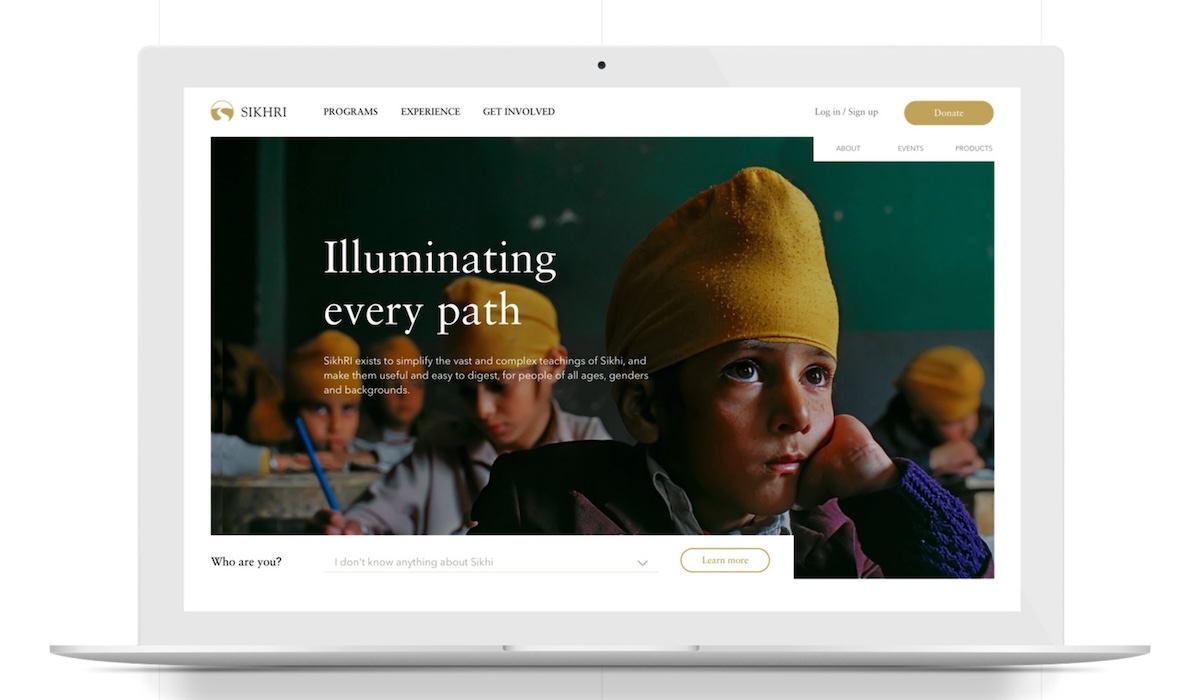 SIKHRI
PROGRAMS EXPERIENCE GET INVOLVED
Log in / Sign up
Donate
ABOUT EVENTS PRODUCTS
Illuminating
every path
SikhRI exists to simplify the vast and complex teachings of Sikhi, and
make them useful and easy to digest, for people of all ages, genders
and backgrounds.
Who are you?
I don't know anything about Sikhi
Learn more